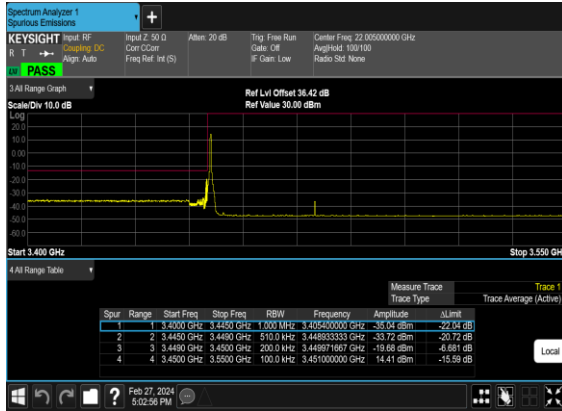 Spectrum Analyzer 1
Spurious Emissions
+
KEYSIGHT Input: RF Input Z: 50 Ω Atten: 20 dB Trig: Free Run Center Freq: 22.005000000 GHz
R T Coupling: DC Corr CCorr Gate: Off Avg|Hold: 100/100
Align: Auto Freq Ref: Int (S) IF Gain: Low Radio Std: None
PASS
3 All Range Graph
Ref Lvl Offset 36.42 dB
Scale/Div 10.0 dB Ref Value 30.00 dBm
Log
20.0
10.0
0.00
-10.0
-20.0
-30.0
-40.0
-50.0
-60.0
Start 3.400 GHz Stop 3.550 GH
4 All Range Table
Measure Trace Trace 1
Trace Type Trace Average (Active)
Spur Range Start Freq Stop Freq RBW Frequency Amplitude ΔLimit
1 1 3.4000 GHz 3.4450 GHz 1.000 MHz 3.405400000 GHz -35.04 dBm -22.04 dB
2 2 3.4450 GHz 3.4490 GHz 510.0 kHz 3.448933333 GHz -33.72 dBm -20.72 dB
3 3 3.4490 GHz 3.4500 GHz 200.0 kHz 3.449971667 GHz -19.68 dBm -6.681 dB
4 4 3.4500 GHz 3.5500 GHz 100.0 kHz 3.451000000 GHz 14.41 dBm -15.59 dB
Local
? Feb 27, 2024
5:02:56 PM